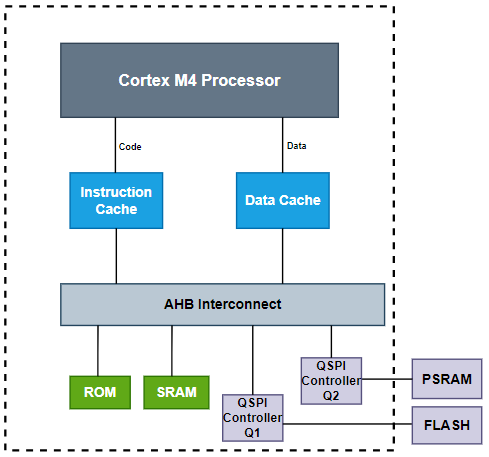 Cortex M4 Processor
Code
Data
Instruction
Cache
Data Cache
AHB Interconnect
ROM
SRAM
QSPI
Controller
Q1
QSPI
Controller
Q2
PSRAM
FLASH